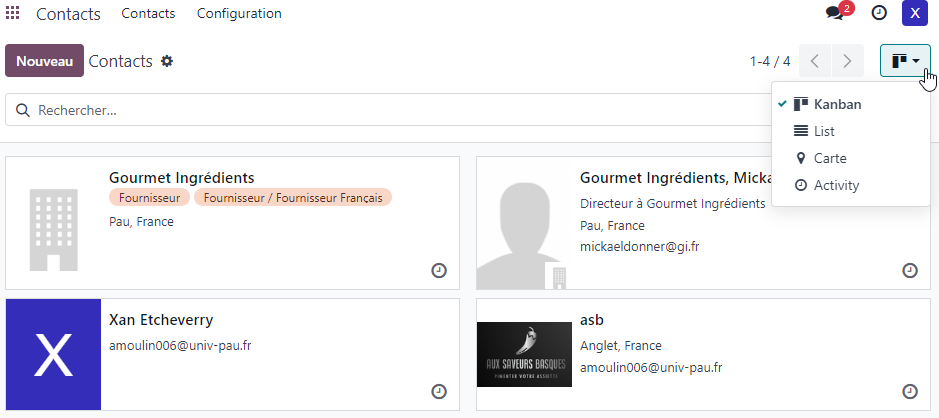 Contacts Contacts Configuration 2 X
Nouveau Contacts 1-4 / 4
Rechercher...
Kanban
List
Carte
Activity
Gourmet Ingrédients
Fournisseur Fournisseur / Fournisseur Français
Pau, France
Gourmet Ingrédients,
Directeur à Gourmet Ingrédients
Pau, France
mickaeldonner@gi.fr
X
Xan Etcheverry
amoulin006@univ-pau.fr
AUX SAVEURS BASQUES
PIMENTER VOTRE ASSIETTE
asb
Anglet, France
amoulin006@univ-pau.fr